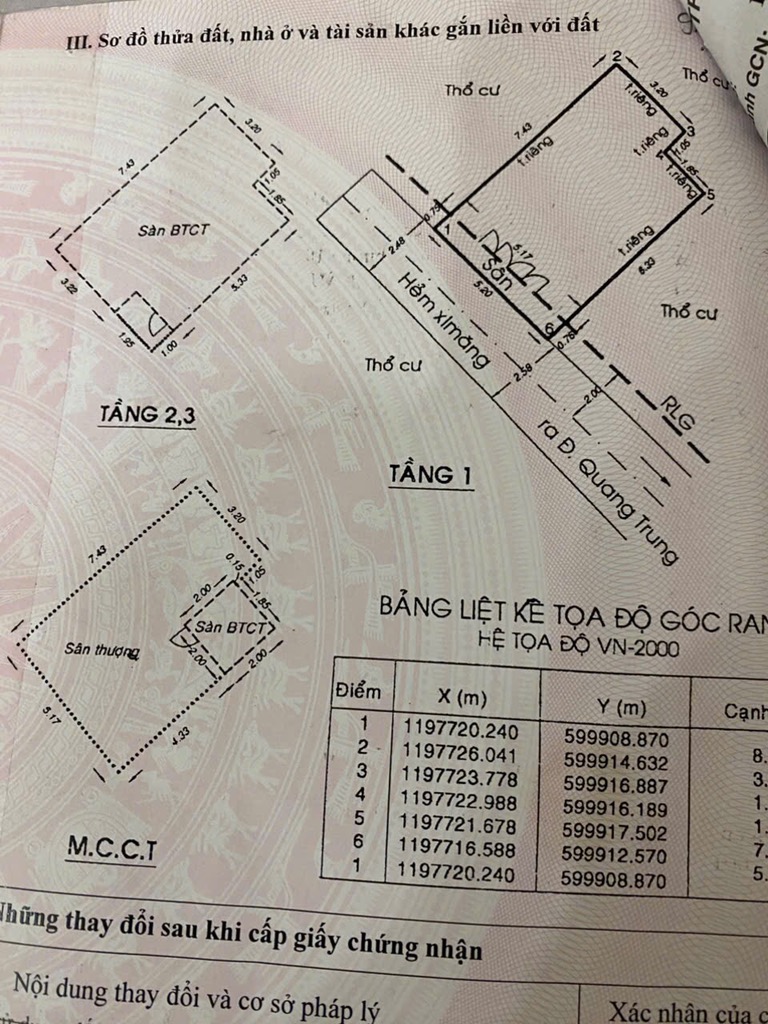 III. Sơ đồ thửa đất, nhà ở và tài sản khác gắn liền với đất
nh GCN:
Thổ cư
Thổ cư
2
3.20
t.riêng
3
1.05
t.riêng
4
1.85
t.riêng
5
7.43
t.riêng
t.riêng
6.33
0.75
1
5.17
Sân
5.20
6
0.76
2.48
Hẻm xImăng
2.58
2.00
RLG
ra Đ. Quang Trung
Thổ cư
Thổ cư
TẦNG 1
3.20
7.43
1.05
1.85
Sàn BTCT
3.22
5.33
1.95
1.00
TẦNG 2,3
3.20
7.43
0.15
2.00
1.85
Sàn BTCT
Sân thượng
2.00
2.00
5.17
4.33
M.C.C.T
BẢNG LIỆT KÊ TỌA ĐỘ GÓC RAN
HỆ TỌA ĐỘ VN-2000
Điểm X (m) Y (m) Cạnh
1 1197720.240 599908.870
8.
2 1197726.041 599914.632
3.
3 1197723.778 599916.887
1.
4 1197722.988 599916.189
1.
5 1197721.678 599917.502
7.
6 1197716.588 599912.570
5.
1 1197720.240 599908.870
Những thay đổi sau khi cấp giấy chứng nhận
Nội dung thay đổi và cơ sở pháp lý
Xác nhận của c